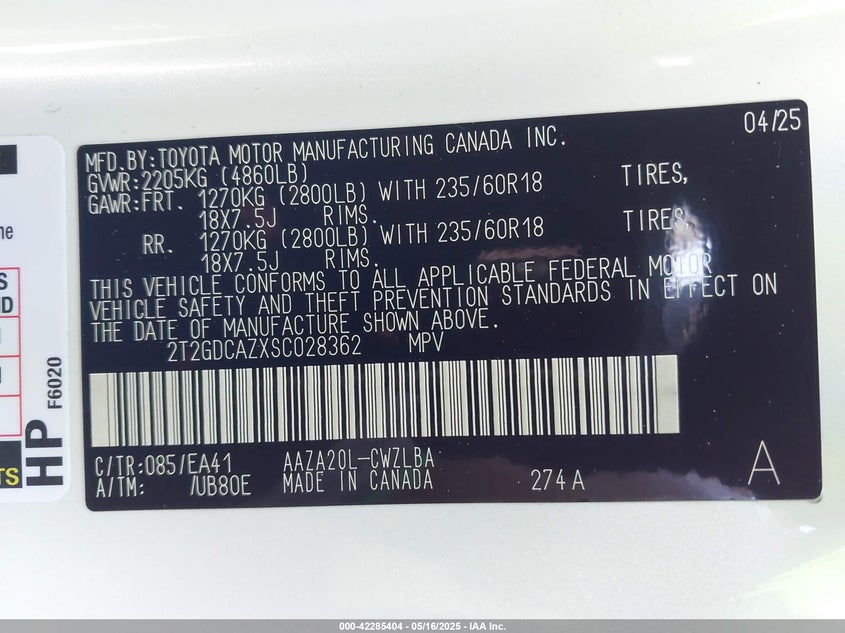 04/25
MFD.BY:TOYOTA MOTOR MANUFACTURING CANADA INC.
GVWR:2205KG (4860LB)
GAWR:FRT. 1270KG (2800LB) WITH 235/60R18 TIRES,
18X7.5J RIMS.
RR. 1270KG (2800LB) WITH 235/60R18 TIRES,
18X7.5J RIMS.
THIS VEHICLE CONFORMS TO ALL APPLICABLE FEDERAL MOTOR
VEHICLE SAFETY AND THEFT PREVENTION STANDARDS IN EFFECT ON
THE DATE OF MANUFACTURE SHOWN ABOVE.
2T2GDCAZXSC028362 MPV
C/TR:085/EA41 AAZA20L-CWZLBA
A/TM: /UB80E MADE IN CANADA 274A A
HP F6020
000-42285404 - 05/16/2025 - IAA Inc.